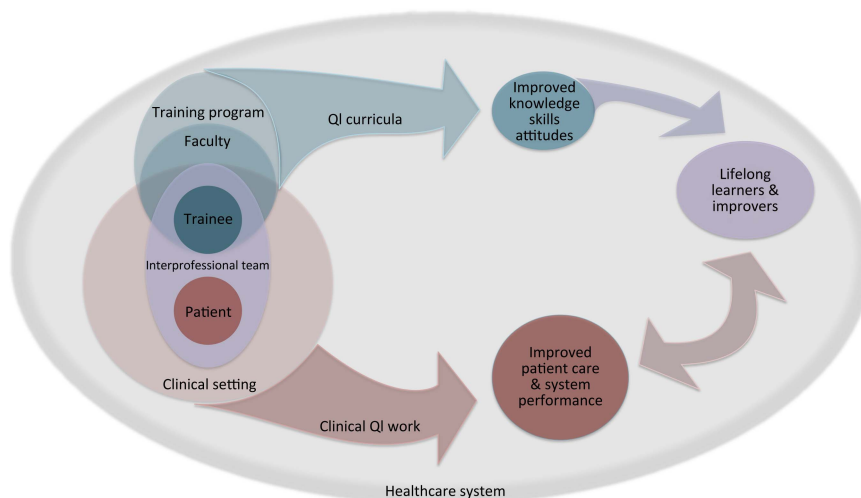 Training program
Faculty
Trainee
Interprofessional team
Patient
Clinical setting
QI curricula
Improved
knowledge
skills
attitudes
Lifelong
learners &
improvers
Improved
patient care
& system
performance
Clinical QI work
Healthcare system